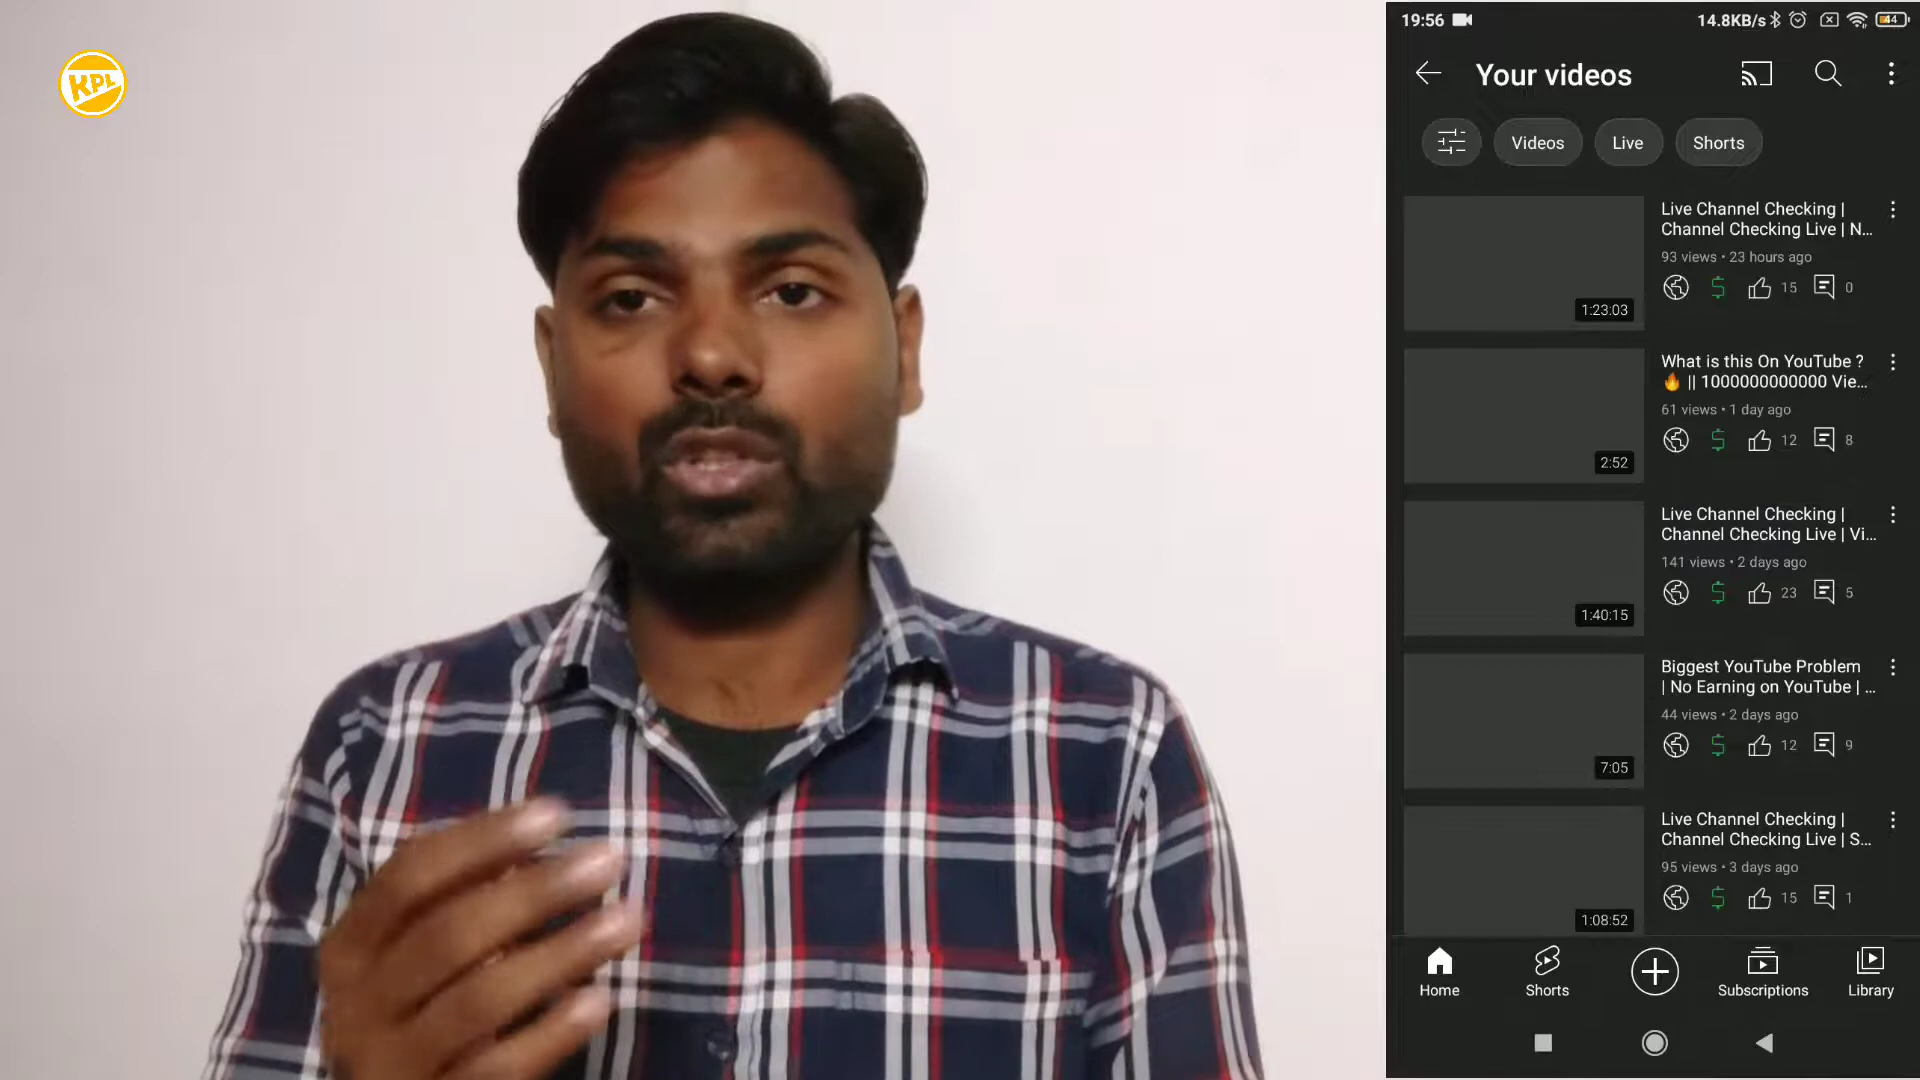 KPL
19:56
14.8KB/s
44
Your videos
Videos
Live
Shorts
Live Channel Checking |
Channel Checking Live | N...
93 views • 23 hours ago
15
0
1:23:03
What is this On YouTube ?
🔥 || 1000000000000 Vie...
61 views • 1 day ago
12
8
2:52
Live Channel Checking |
Channel Checking Live | Vi...
141 views • 2 days ago
23
5
1:40:15
Biggest YouTube Problem
| No Earning on YouTube | ...
44 views • 2 days ago
12
9
7:05
Live Channel Checking |
Channel Checking Live | S...
95 views • 3 days ago
15
1
1:08:52
Home
Shorts
Subscriptions
Library